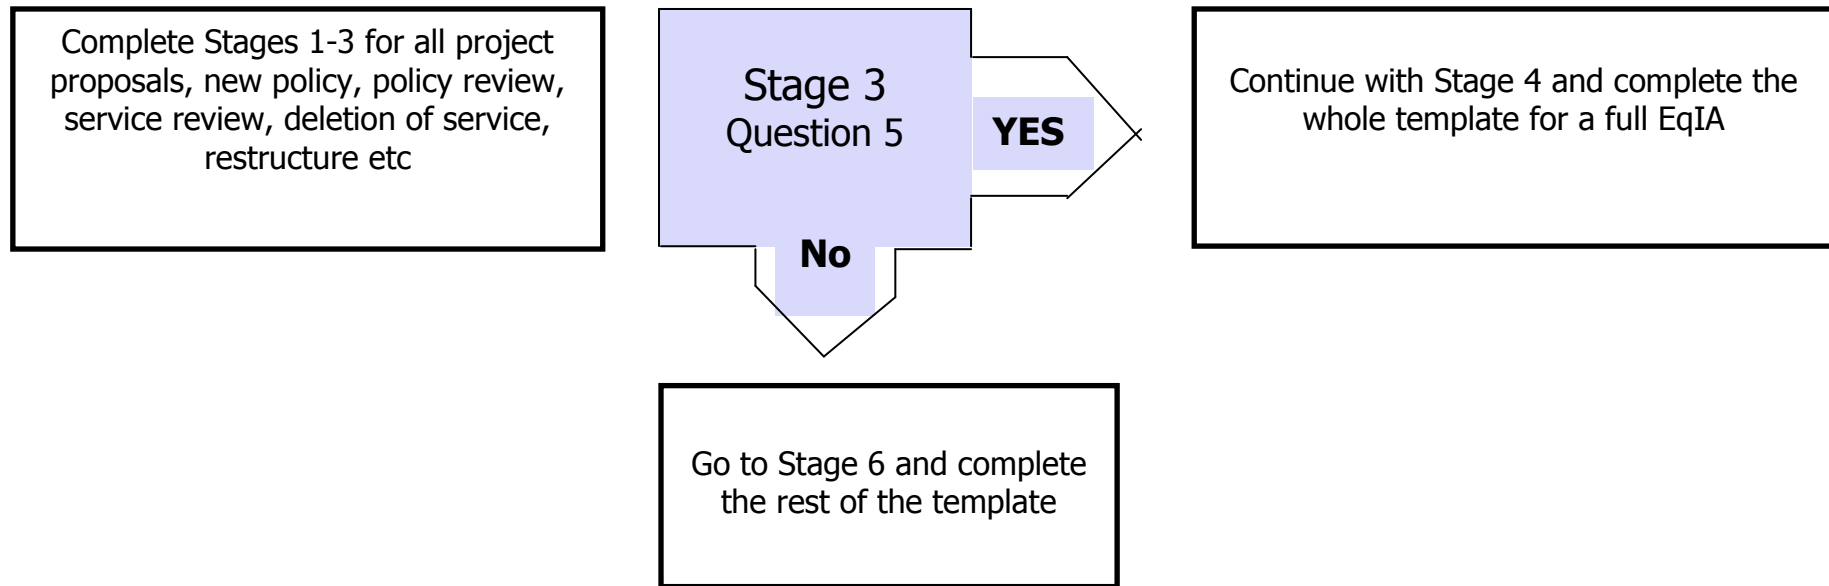 Complete Stages 1-3 for all project
proposals, new policy, policy review,
service review, deletion of service,
restructure etc
Stage 3
Question 5
YES
No
Continue with Stage 4 and complete the
whole template for a full EqIA
Go to Stage 6 and complete
the rest of the template